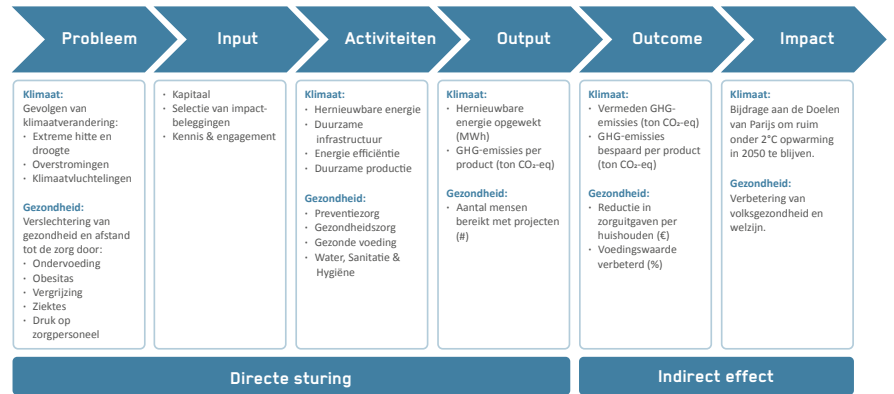 Probleem
Input
Activiteiten
Output
Outcome
Impact
Klimaat:
Gevolgen van
klimaatverandering:
· Extreme hitte en
droogte
· Overstromingen
· Klimaatvluchtelingen
Gezondheid:
Verslechtering van
gezondheid en afstand
tot de zorg door:
· Ondervoeding
· Obesitas
· Vergrijzing
· Ziektes
· Druk op
zorgpersoneel
· Kapitaal
· Selectie van impact-
beleggingen
· Kennis & engagement
Klimaat:
· Hernieuwbare energie
· Duurzame
infrastructuur
· Energie efficiëntie
· Duurzame productie
Gezondheid:
· Preventiezorg
· Gezondheidszorg
· Gezonde voeding
· Water, Sanitatie &
Hygiëne
Klimaat:
· Hernieuwbare
energie opgewekt
(MWh)
· GHG-emissies per
product (ton CO₂-eq)
Gezondheid:
· Aantal mensen
bereikt met projecten
(#)
Klimaat:
· Vermeden GHG-
emissies (ton CO₂-eq)
· GHG-emissies
bespaard per product
(ton CO₂-eq)
Gezondheid:
· Reductie in
zorguitgaven per
huishouden (€)
· Voedingswaarde
verbeterd (%)
Klimaat:
Bijdrage aan de Doelen
van Parijs om ruim
onder 2°C opwarming
in 2050 te blijven.
Gezondheid:
Verbetering van
volksgezondheid en
welzijn.
Directe sturing
Indirect effect